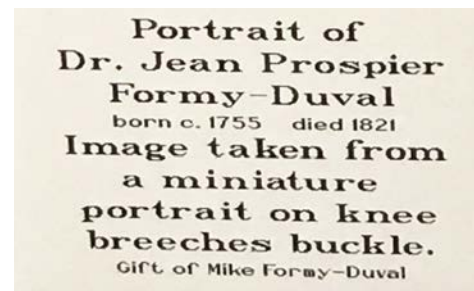 Portrait of
Dr. Jean Prospier
Formy-Duval
born c. 1755 died 1821
Image taken from
a miniature
portrait on knee
breeches buckle.
Gift of Mike Formy-Duval